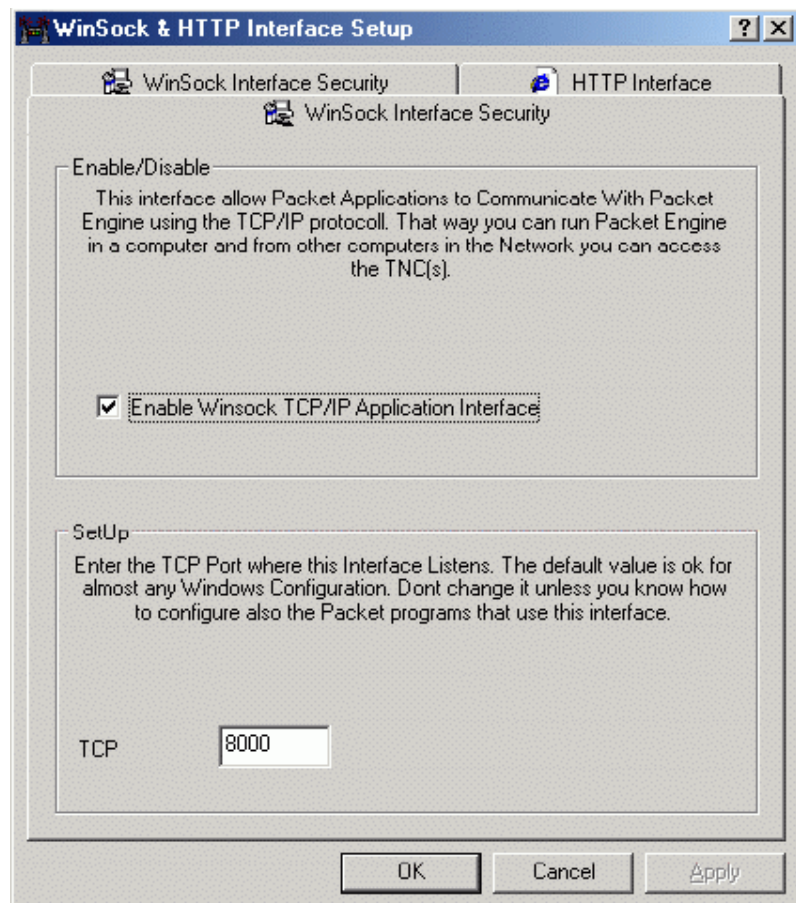 WinSock & HTTP Interface Setup
WinSock Interface Security
HTTP Interface
WinSock Interface Security
Enable/Disable
This interface allow Packet Applications to Communicate With Packet
Engine using the TCP/IP protocoll. That way you can run Packet Engine
in a computer and from other computers in the Network you can access
the TNC(s).
Enable Winsock TCP/IP Application Interface
SetUp
Enter the TCP Port where this Interface Listens. The default value is ok for
almost any Windows Configuration. Dont change it unless you know how
to configure also the Packet programs that use this interface.
TCP
8000
OK
Cancel
Apply